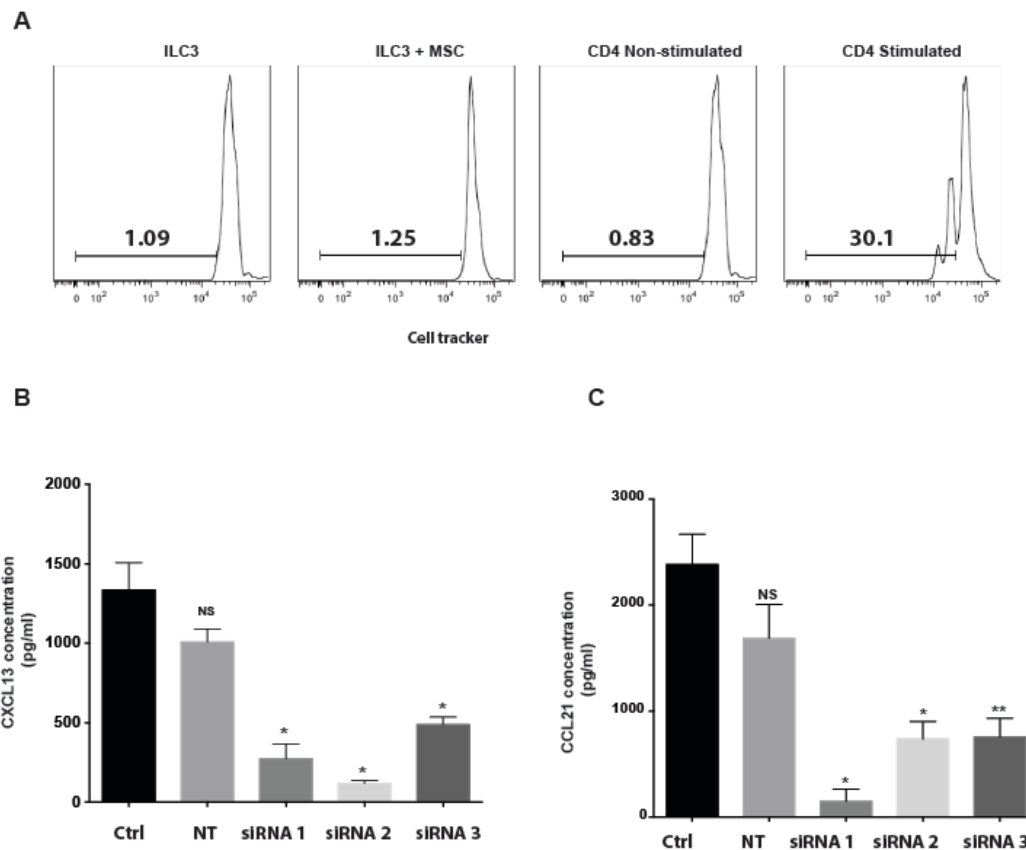 A
ILC3
ILC3 + MSC
CD4 Non-stimulated
CD4 Stimulated
1.09
1.25
0.83
30.1
0 10² 10³ 10⁴ 10⁵
0 10² 10³ 10⁴ 10⁵
0 10² 10³ 10⁴ 10⁵
0 10² 10³ 10⁴ 10⁵
Cell tracker
B
CXCL13 concentration
(pg/ml)
2000
1500
1000
500
0
NS
*
*
*
Ctrl NT siRNA 1 siRNA 2 siRNA 3
C
CCL21 concentration
(pg/ml)
3000
2000
1000
0
NS
*
*
**
Ctrl NT siRNA 1 siRNA 2 siRNA 3